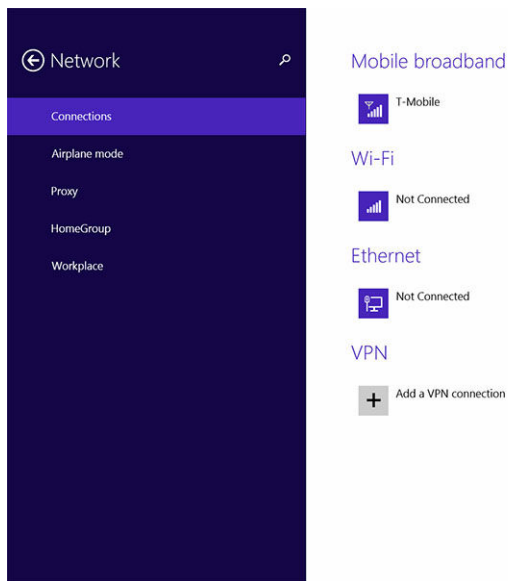 Network
Connections
Airplane mode
Proxy
HomeGroup
Workplace
Mobile broadband
T-Mobile
Wi-Fi
Not Connected
Ethernet
Not Connected
VPN
Add a VPN connection